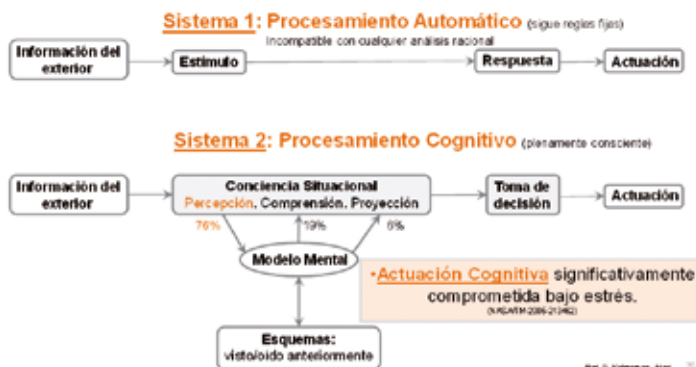 Sistema 1: Procesamiento Automático (sigue reglas fijas)
Incompatible con cualquier análisis racional
Información del
exterior
Estímulo
Respuesta
Actuación
Sistema 2: Procesamiento Cognitivo (plenamente consciente)
Información del
exterior
Conciencia Situacional
Percepción, Comprensión, Proyección
Toma de
decisión
Actuación
76%
19%
6%
Modelo Mental
•Actuación Cognitiva significativamente
comprometida bajo estrés.
Esquemas:
visto/oido anteriormente